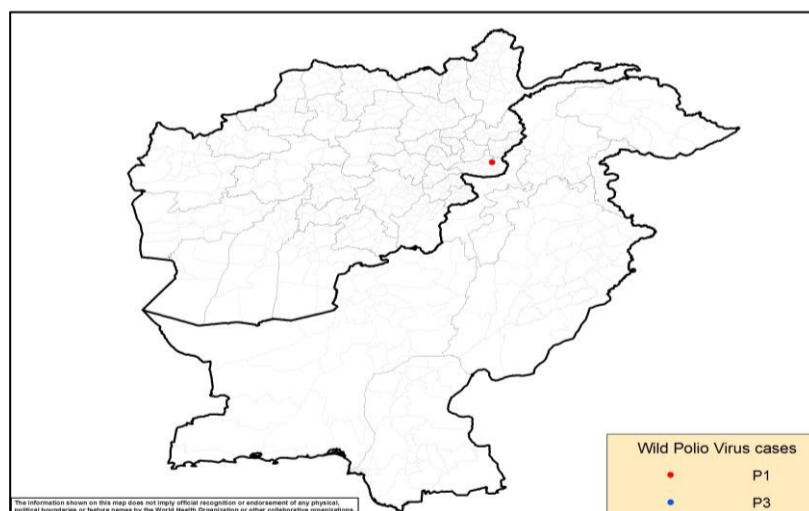 Wild Polio Virus cases
P1
P3
The information shown on this map does not imply official recognition or endorsement of any physical,
political boundaries or feature names by the World Health Organization or other collaborative organizations.